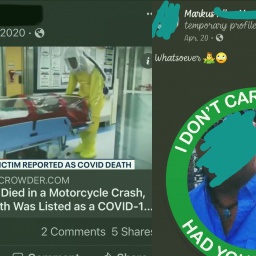 2020 ·
VICTIM REPORTED AS COVID DEATH
CROWDER.COM
Died in a Motorcycle Crash,
th Was Listed as a COVID-1...
2 Comments 5 Shares
Markus
temporary profile
Apr, 20 ·
Whatsoever
I DON'T CAR
HAD YOU